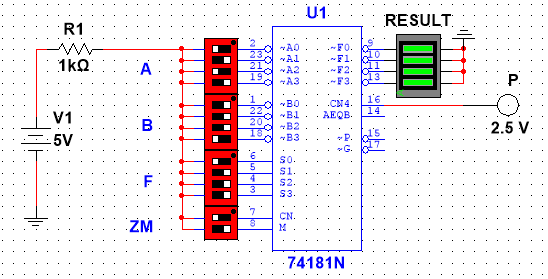 U1
RESULT
R1
1kΩ
A
2 ~A0 ~F0 9
23 ~A1 ~F1 10
21 ~A2 ~F2 11
19 ~A3 ~F3 13
P
2.5 V
V1
5V
B
1 ~B0 CN4 16
22 ~B1 AEQB 14
20 ~B2
18 ~B3 ~P 15
~G 17
F
6 S0
5 S1
4 S2
3 S3
ZM
7 CN
8 M
74181N